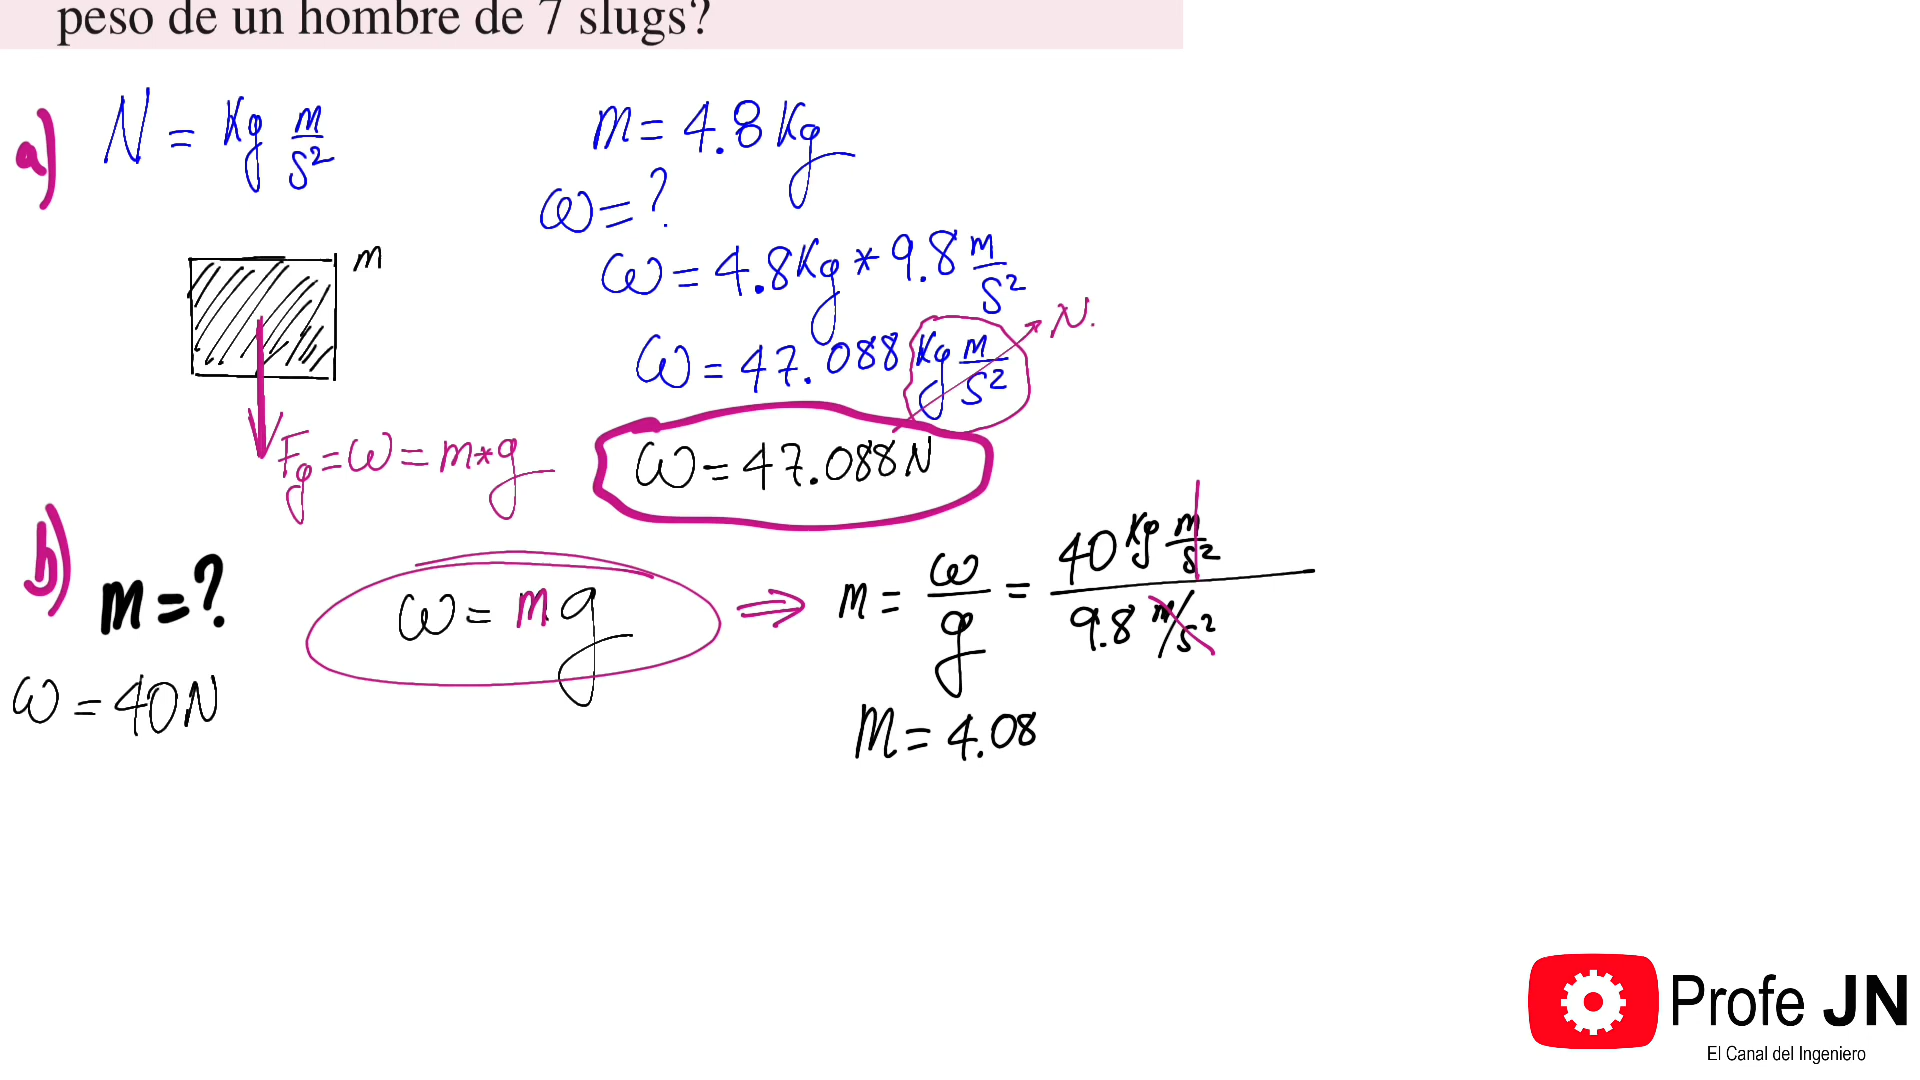 peso de un hombre de 7 slugs?
a) N = Kg m/s²
m = 4.8 Kg
ω = ?
m
ω = 4.8 Kg * 9.8 m/s²
ω = 47.088 Kg m/s² N.
Fg = ω = m*g
ω = 47.088 N
b) m = ?
ω = mg ⇒ m = ω/g = 40 Kg m/s² / 9.8 m/s²
ω = 40 N
M = 4.08
Profe JN
El Canal del Ingeniero